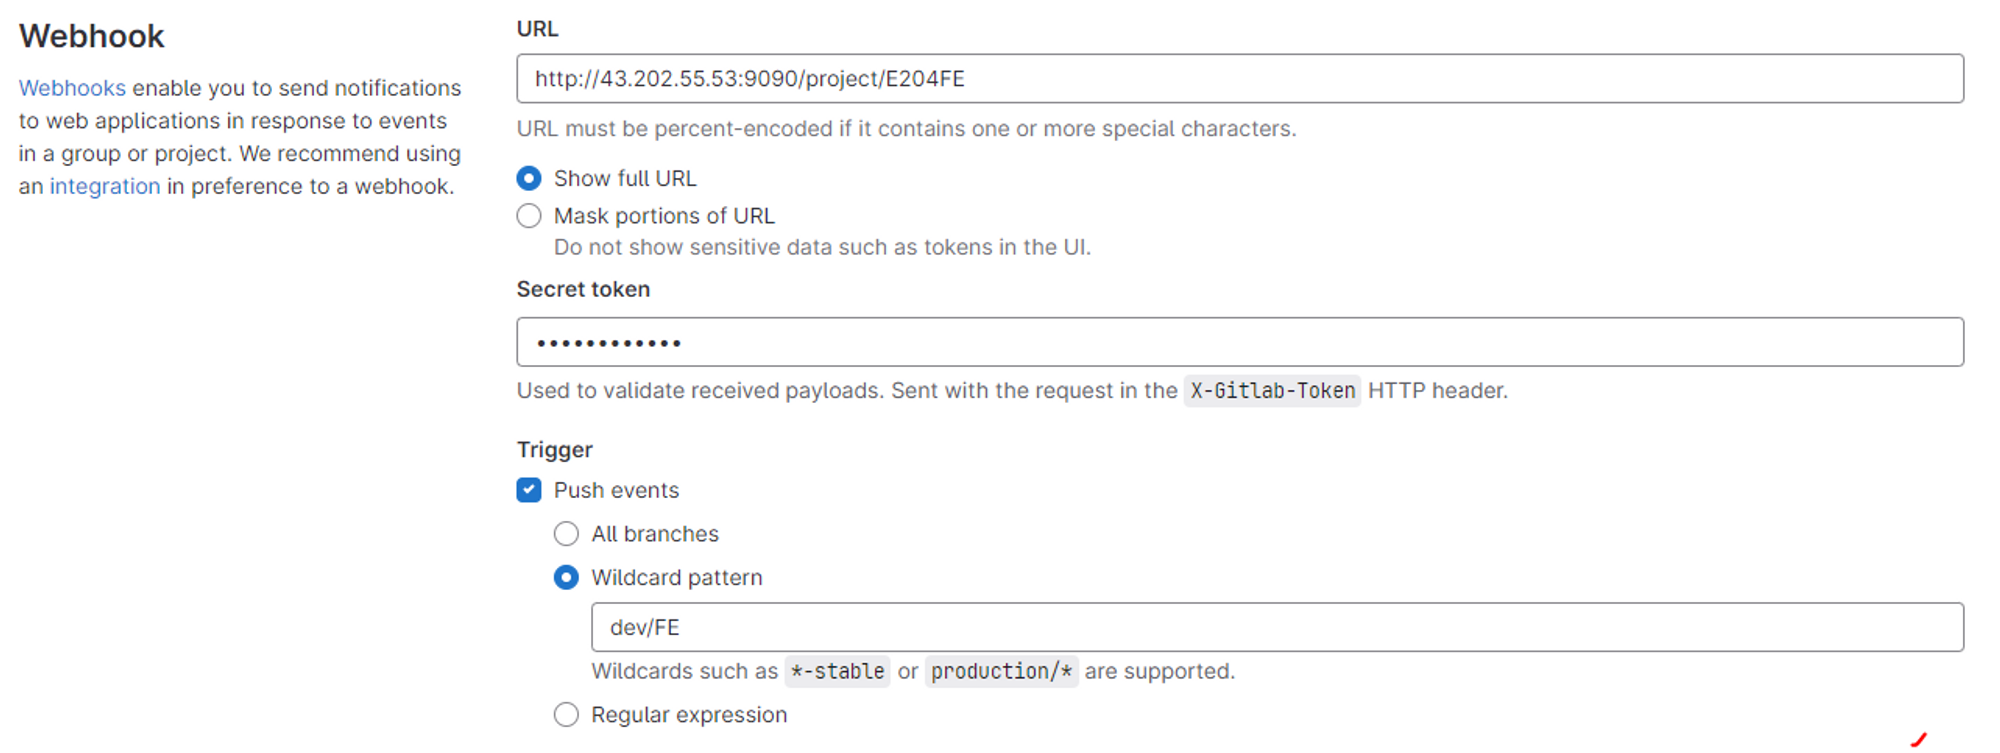 Webhook
Webhooks enable you to send notifications
to web applications in response to events
in a group or project. We recommend using
an integration in preference to a webhook.
URL
http://43.202.55.53:9090/project/E204FE
URL must be percent-encoded if it contains one or more special characters.
Show full URL
Mask portions of URL
Do not show sensitive data such as tokens in the UI.
Secret token
••••••••••••
Used to validate received payloads. Sent with the request in the X-Gitlab-Token HTTP header.
Trigger
Push events
All branches
Wildcard pattern
dev/FE
Wildcards such as *-stable or production/* are supported.
Regular expression